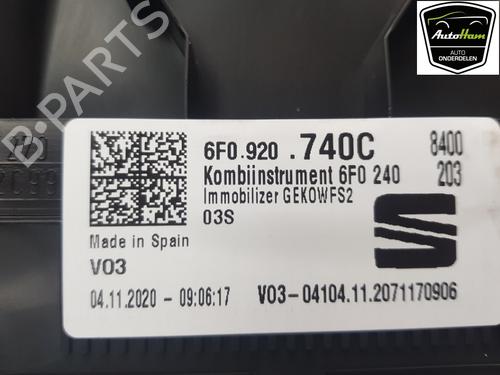 AutoHam
AUTO
ONDERDELEN
B-PARTS
6F0.920 .740C 8400
Kombiinstrument 6F0 240 203
Immobilizer GEKOWFS2
03S
Made in Spain
V03
04.11.2020 - 09:06:17 V03-04104.11.2071170906